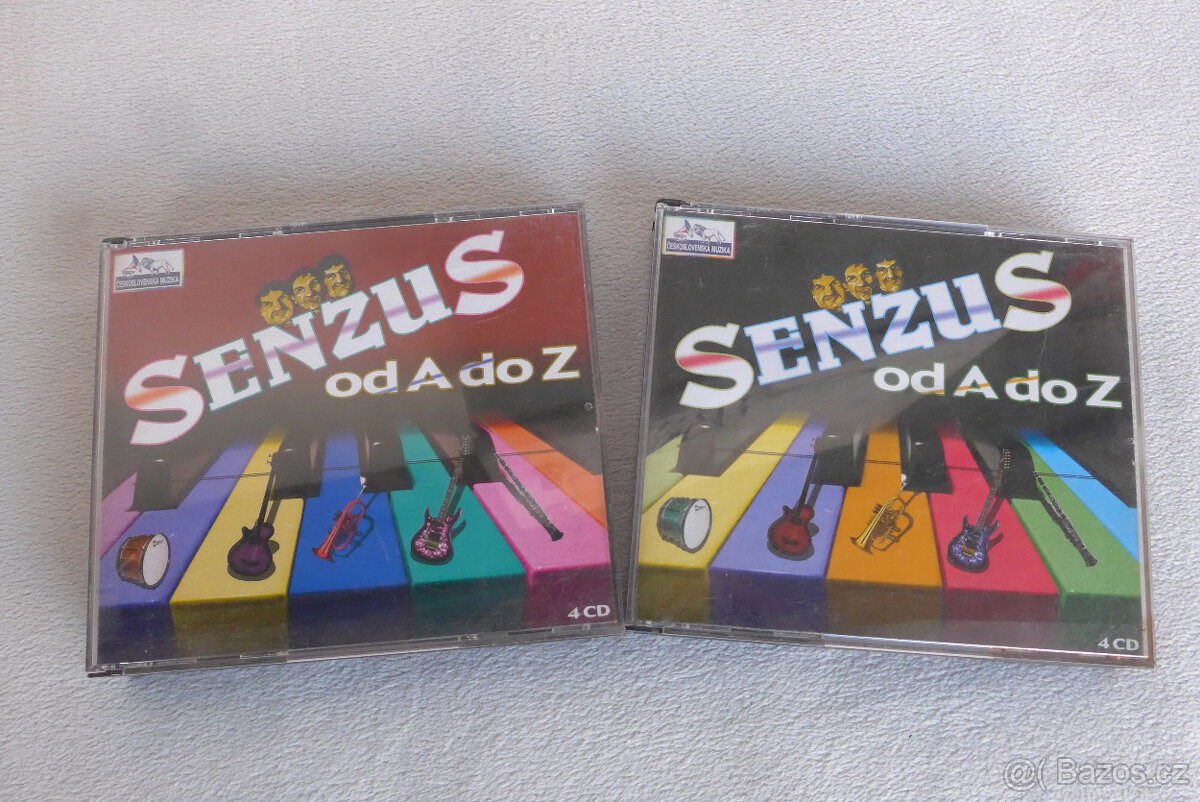 ČESKOSLOVENSKÁ MUZIKA
SENZUS
od A do Z
4 CD
ČESKOSLOVENSKÁ MUZIKA
SENZUS
od A do Z
4 CD
@( Bazos.cz